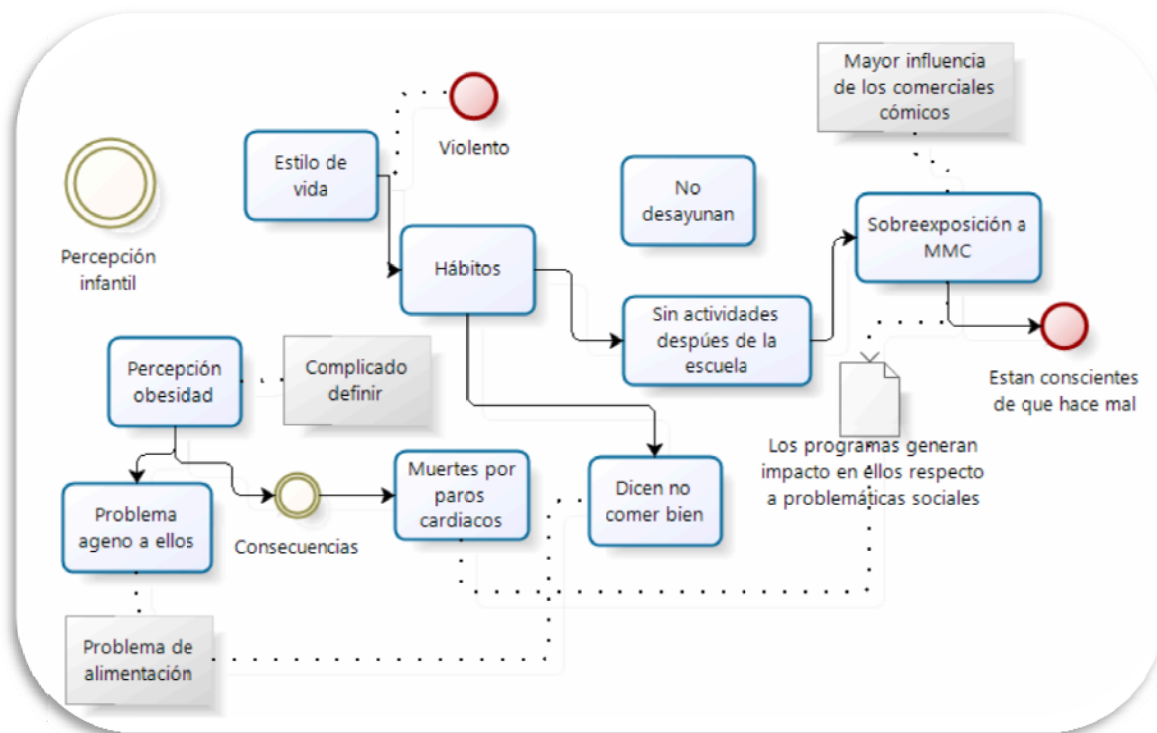 Mayor influencia
de los comerciales
cómicos
Violento
Estilo de
vida
No
desayunan
Sobreexposición a
MMC
Percepción
infantil
Hábitos
Sin actividades
despúes de la
escuela
Estan conscientes
de que hace mal
Percepción
obesidad
Complicado
definir
Los programas generan
impacto en ellos respecto
a problemáticas sociales
Problema
ageno a ellos
Consecuencias
Muertes por
paros
cardiacos
Dicen no
comer bien
Problema de
alimentación